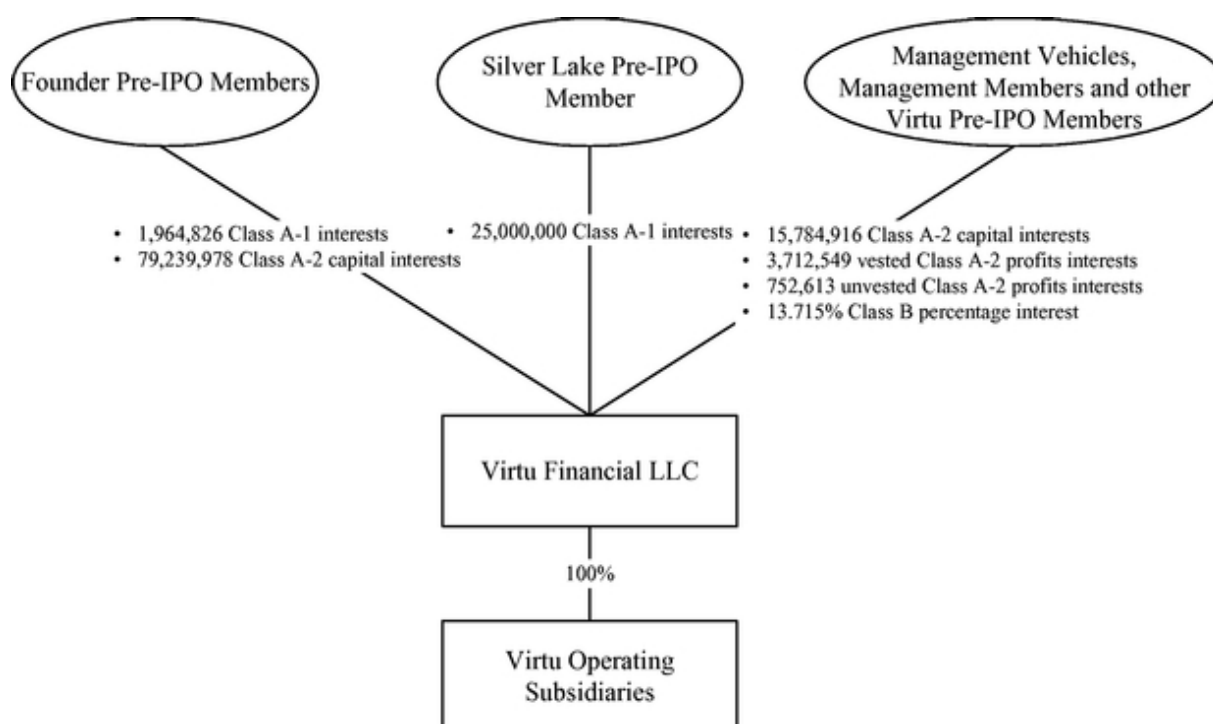 Founder Pre-IPO Members
Silver Lake Pre-IPO
Member
Management Vehicles,
Management Members and other
Virtu Pre-IPO Members
• 1,964,826 Class A-1 interests
• 79,239,978 Class A-2 capital interests
• 25,000,000 Class A-1 interests
• 15,784,916 Class A-2 capital interests
• 3,712,549 vested Class A-2 profits interests
• 752,613 unvested Class A-2 profits interests
• 13.715% Class B percentage interest
Virtu Financial LLC
100%
Virtu Operating
Subsidiaries